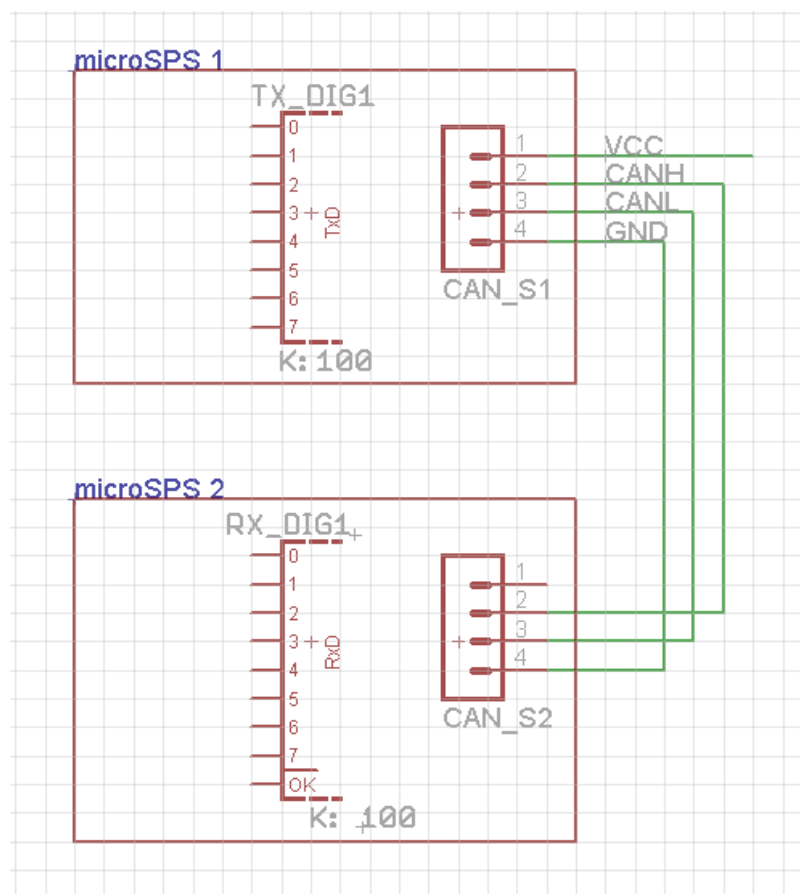 microSPS 1
TX_DIG1
0
1
2
3
4
5
6
7
TxD
K: 100
1
2
3
4
CAN_S1
VCC
CANH
CANL
GND
microSPS 2
RX_DIG1
0
1
2
3
4
5
6
7
OK
RxD
K: 100
1
2
3
4
CAN_S2